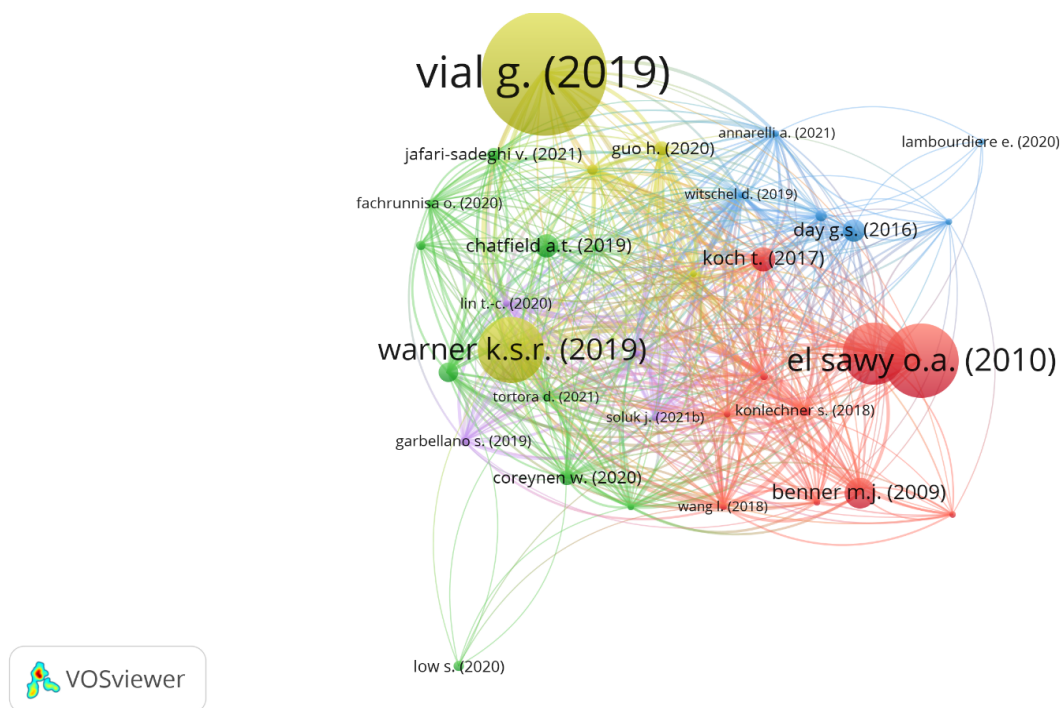 vial g. (2019)
annarelli a. (2021)
lambourdiere e. (2020)
guo h. (2020)
jafari-sadeghi v. (2021)
witschel d. (2019)
fachrunnisa o. (2020)
day g.s. (2016)
chatfield a.t. (2019)
koch t. (2017)
lin t.-c. (2020)
warner k.s.r. (2019)
el sawy o.a. (2010)
tortora d. (2021)
konlechner s. (2018)
soluk j. (2021b)
garbellano s. (2019)
coreynen w. (2020)
benner m.j. (2009)
wang l. (2018)
low s. (2020)
VOSviewer